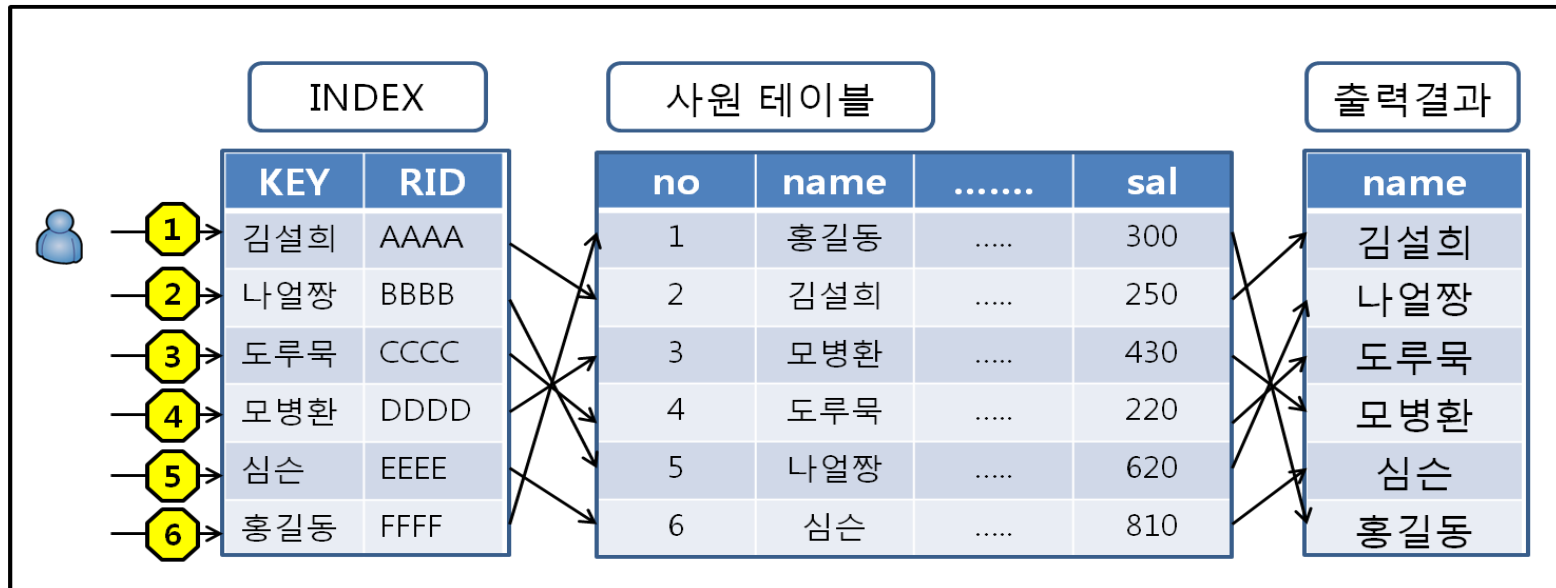 INDEX 사원 테이블 출력결과
KEY RID no name ....... sal name
1 김설희 AAAA 1 홍길동 ..... 300 김설희
2 나얼짱 BBBB 2 김설희 ..... 250 나얼짱
3 도루묵 CCCC 3 모병환 ..... 430 도루묵
4 모병환 DDDD 4 도루묵 ..... 220 모병환
5 심슨 EEEE 5 나얼짱 ..... 620 심슨
6 홍길동 FFFF 6 심슨 ..... 810 홍길동